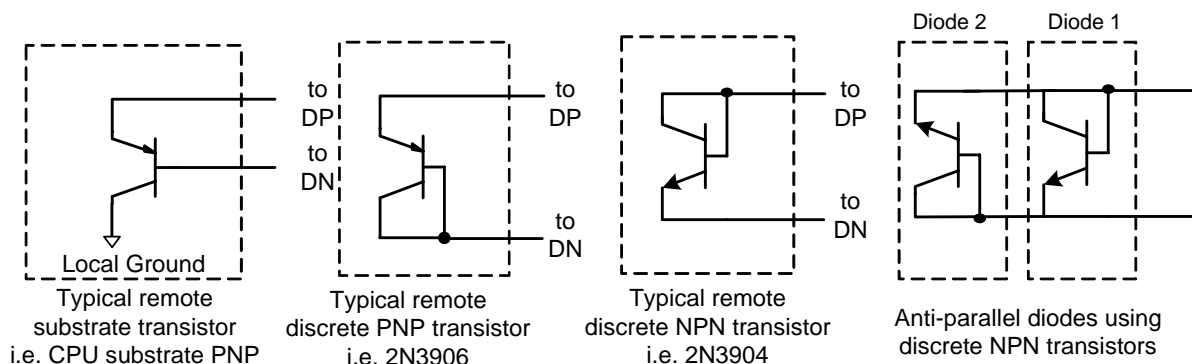 Diode 2
Diode 1
to
DP
to
DN
Local Ground
Typical remote
substrate transistor
i.e. CPU substrate PNP
to
DP
to
DN
Typical remote
discrete PNP transistor
i.e. 2N3906
to
DP
to
DN
Typical remote
discrete NPN transistor
i.e. 2N3904
Anti-parallel diodes using
discrete NPN transistors